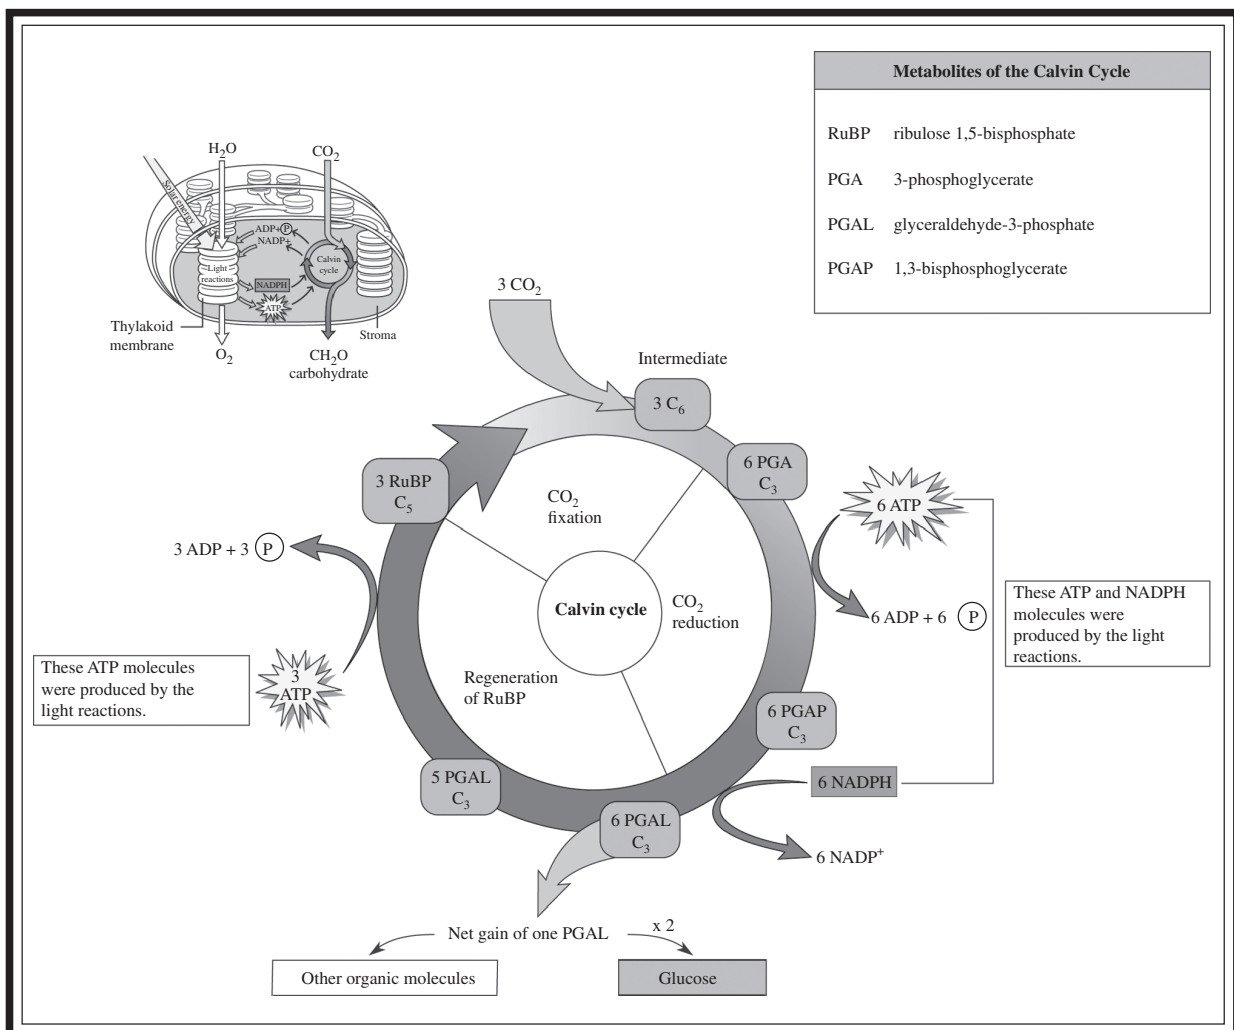 Metabolites of the Calvin Cycle
RuBP ribulose 1,5-bisphosphate
PGA 3-phosphoglycerate
PGAL glyceraldehyde-3-phosphate
PGAP 1,3-bisphosphoglycerate
H₂O
CO₂
Solar energy
ADP+ P
NADP+
Light
reactions
Calvin
cycle
NADPH
ATP
Thylakoid
membrane
Stroma
O₂
CH₂O
carbohydrate
3 CO₂
Intermediate
3 C₆
6 PGA
C₃
3 RuBP
C₅
CO₂
fixation
6 ATP
3 ADP + 3 P
Calvin cycle
CO₂
reduction
6 ADP + 6 P
These ATP and NADPH
molecules were
produced by the light
reactions.
These ATP molecules
were produced by the
light reactions.
3
ATP
Regeneration
of RuBP
6 PGAP
C₃
5 PGAL
C₃
6 NADPH
6 PGAL
C₃
6 NADP⁺
Net gain of one PGAL
x 2
Other organic molecules
Glucose